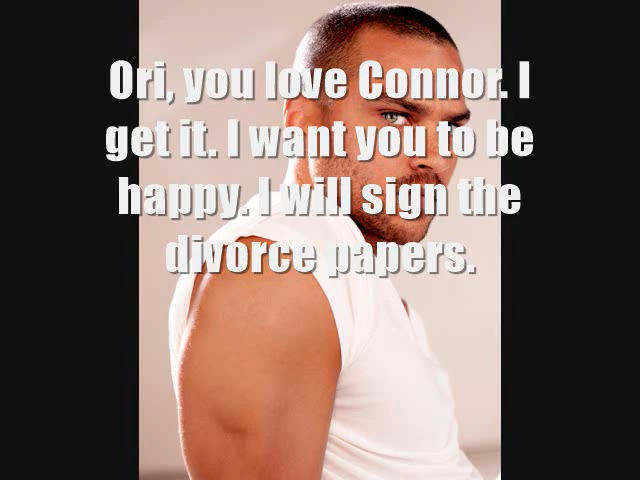 Ori, you love Connor. I
get it. I want you to be
happy. I will sign the
divorce papers.